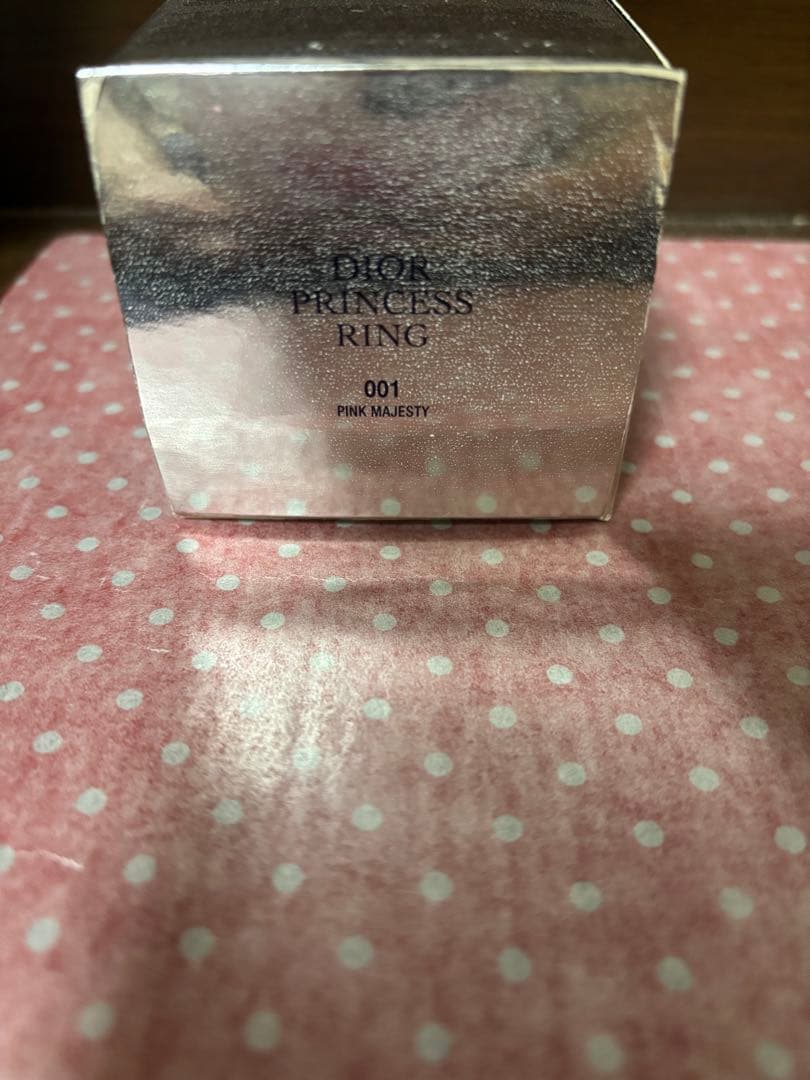 DIOR
PRINCESS
RING
001
PINK MAJESTY